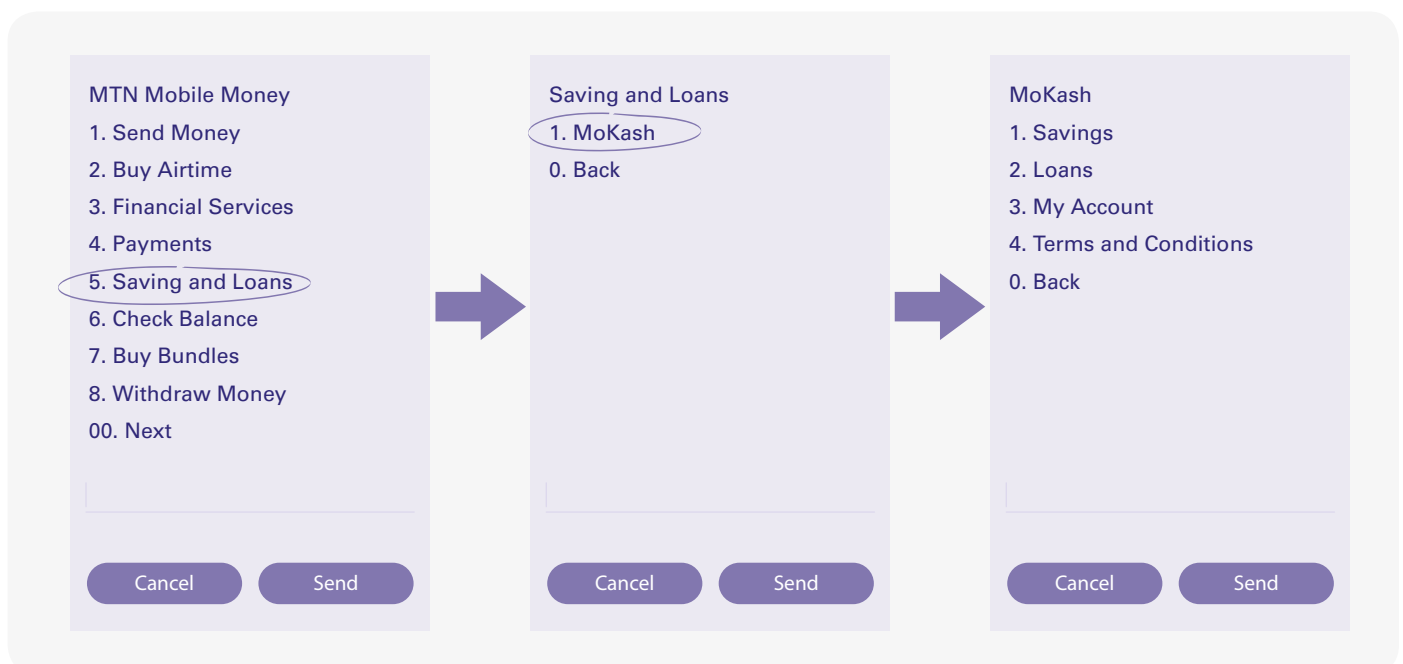 MTN Mobile Money
1. Send Money
2. Buy Airtime
3. Financial Services
4. Payments
5. Saving and Loans
6. Check Balance
7. Buy Bundles
8. Withdraw Money
00. Next
Cancel
Send
Saving and Loans
1. MoKash
0. Back
Cancel
Send
MoKash
1. Savings
2. Loans
3. My Account
4. Terms and Conditions
0. Back
Cancel
Send